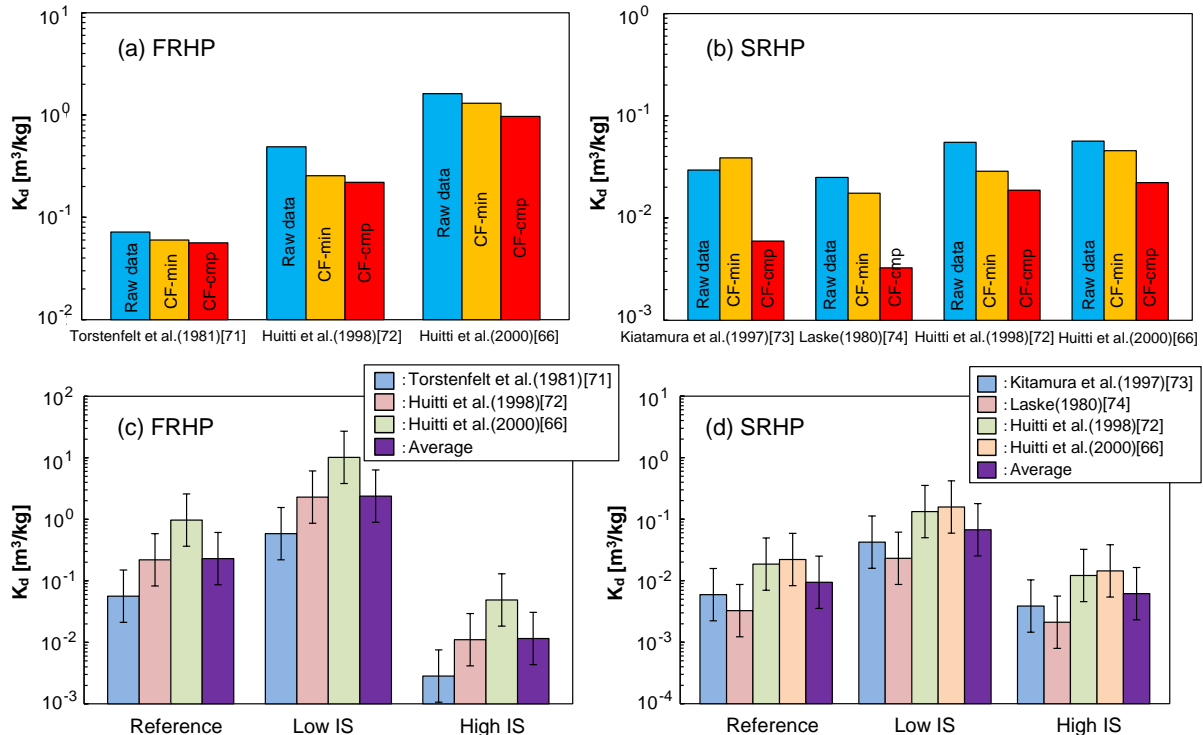 (a) FRHP
K_d [m³/kg]
10¹
10⁰
10⁻¹
10⁻²
Raw data
CF-min
CF-cmp
Raw data
CF-min
CF-cmp
Raw data
CF-min
CF-cmp
Torstenfelt et al.(1981)[71]
Huitti et al.(1998)[72]
Huitti et al.(2000)[66]
(b) SRHP
K_d [m³/kg]
10⁰
10⁻¹
10⁻²
10⁻³
Raw data
CF-min
CF-cmp
Raw data
CF-min
CF-cmp
Raw data
CF-min
CF-cmp
Raw data
CF-min
CF-cmp
Kiatamura et al.(1997)[73]
Laske(1980)[74]
Huitti et al.(1998)[72]
Huitti et al.(2000)[66]
(c) FRHP
:Torstenfelt et al.(1981)[71]
:Huitti et al.(1998)[72]
:Huitti et al.(2000)[66]
:Average
K_d [m³/kg]
10²
10¹
10⁰
10⁻¹
10⁻²
10⁻³
Reference
Low IS
High IS
(d) SRHP
:Kitamura et al.(1997)[73]
:Laske(1980)[74]
:Huitti et al.(1998)[72]
:Huitti et al.(2000)[66]
:Average
K_d [m³/kg]
10¹
10⁰
10⁻¹
10⁻²
10⁻³
10⁻⁴
Reference
Low IS
High IS